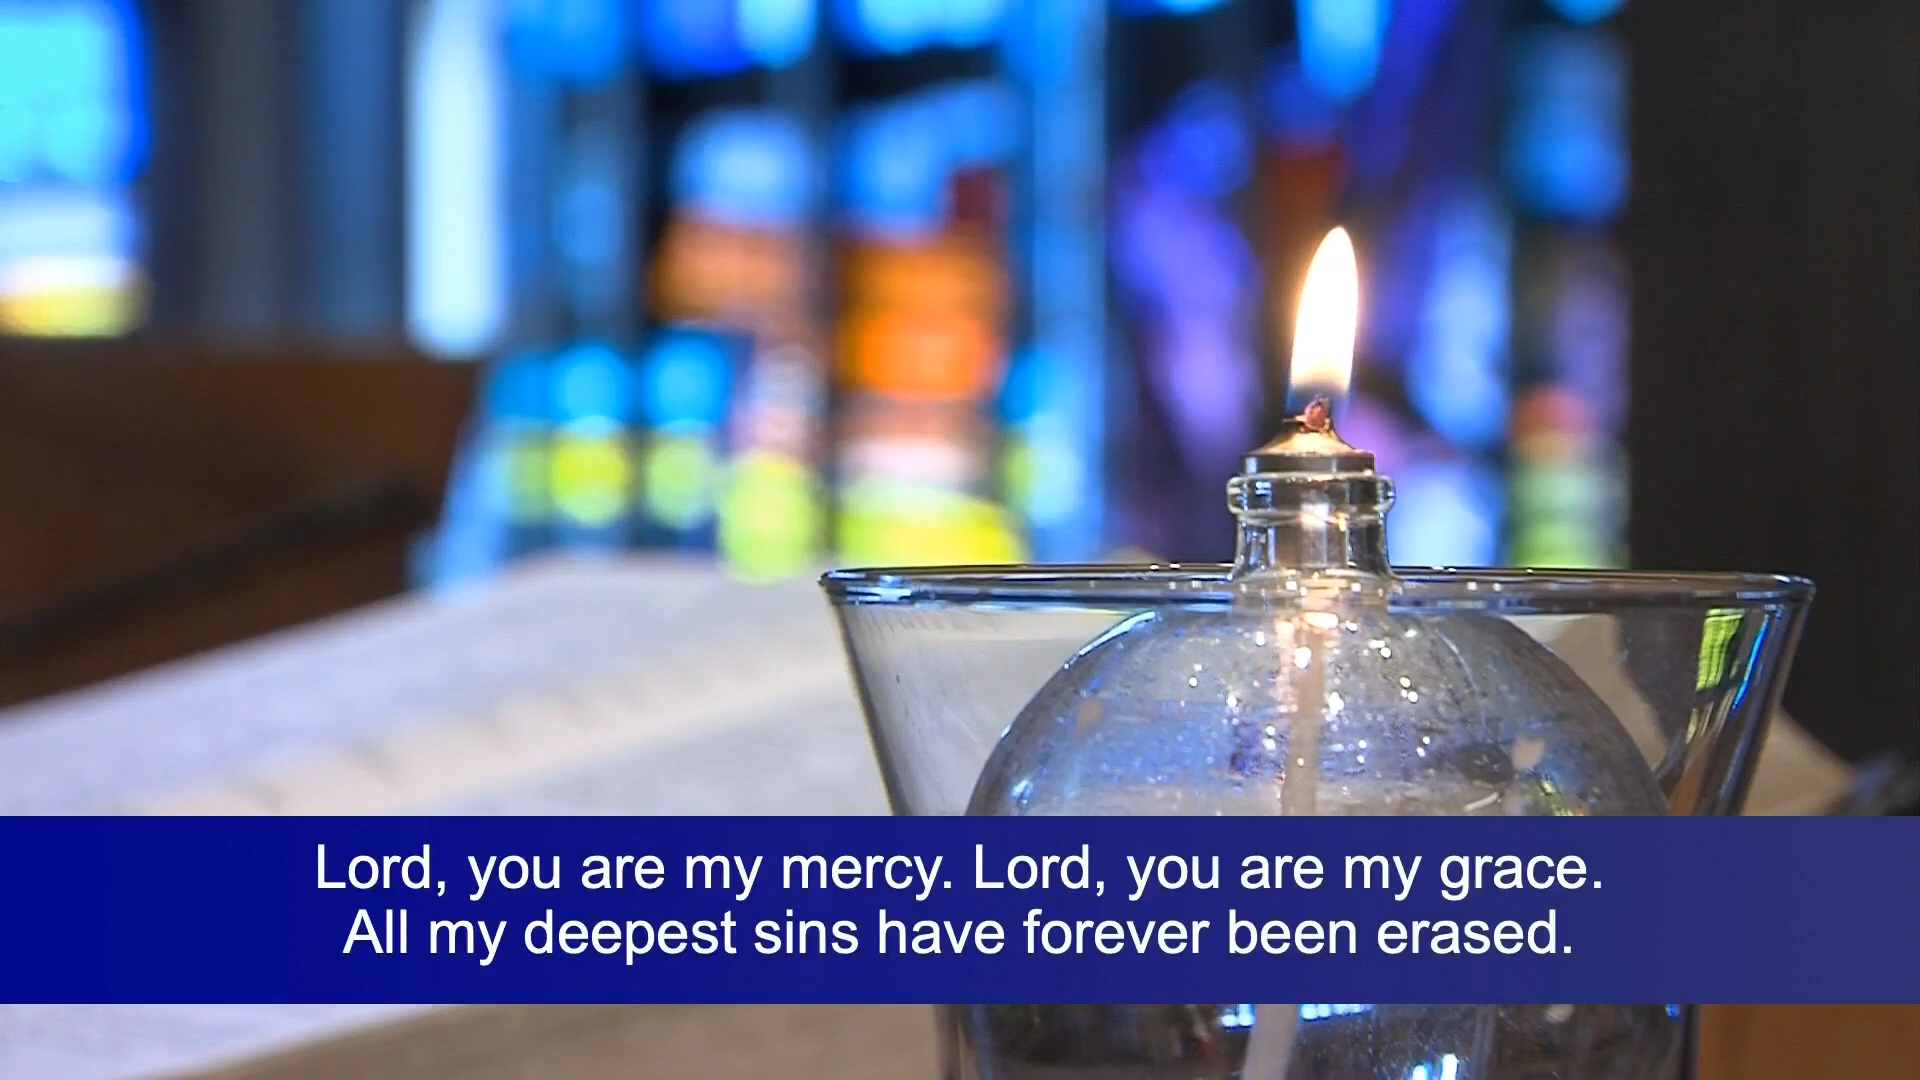 Lord, you are my mercy. Lord, you are my grace.
All my deepest sins have forever been erased.